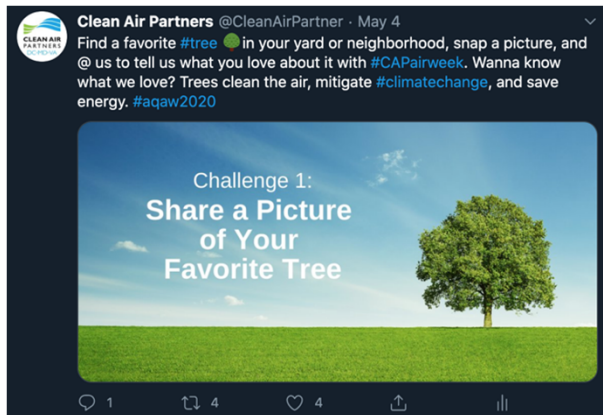 Clean Air Partners @CleanAirPartner · May 4
CLEAN AIR
PARTNERS
DC-MD-VA
Find a favorite #tree 🌳 in your yard or neighborhood, snap a picture, and
@ us to tell us what you love about it with #CAPairweek. Wanna know
what we love? Trees clean the air, mitigate #climatechange, and save
energy. #aqaw2020
Challenge 1:
Share a Picture
of Your
Favorite Tree
1 4 4